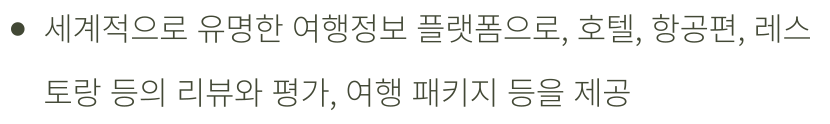 ● 세계적으로 유명한 여행정보 플랫폼으로, 호텔, 항공편, 레스
토랑 등의 리뷰와 평가, 여행 패키지 등을 제공